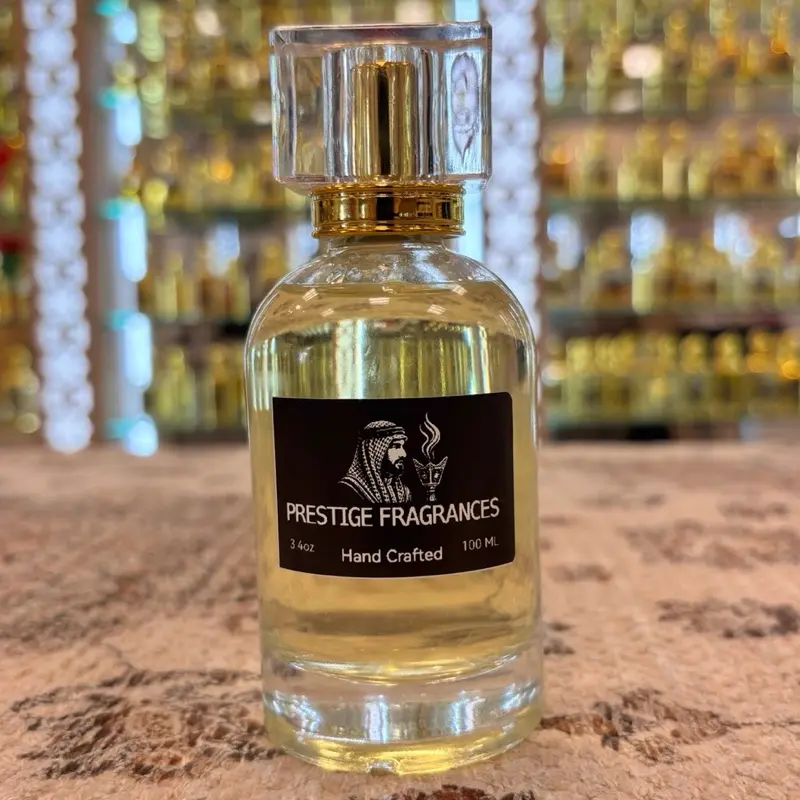 PRESTIGE FRAGRANCES
3.4oz Hand Crafted 100 ML